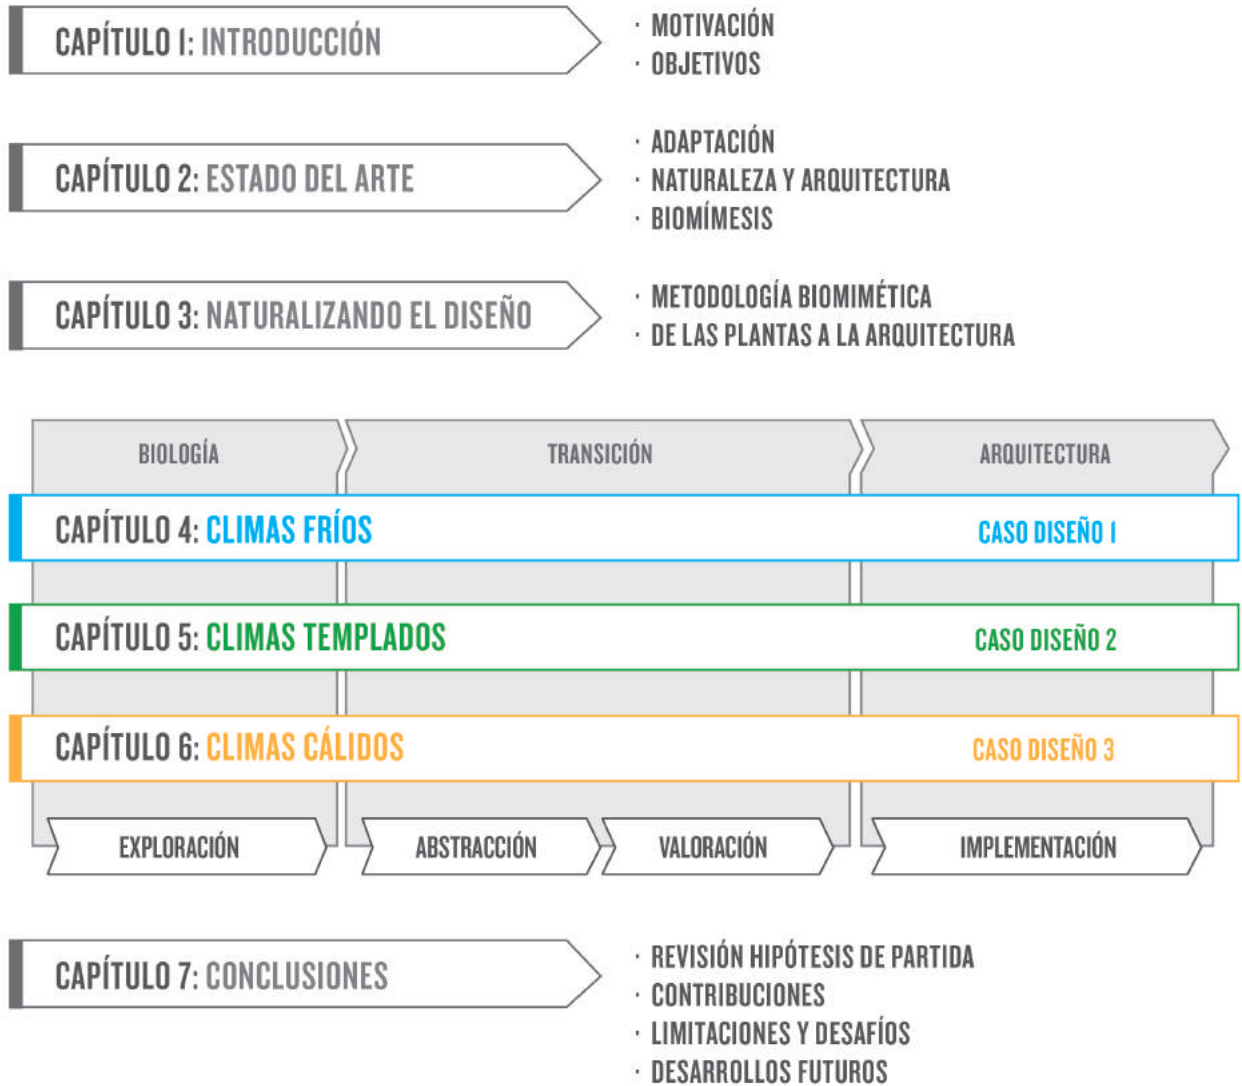 CAPÍTULO 1: INTRODUCCIÓN
· MOTIVACIÓN
· OBJETIVOS
CAPÍTULO 2: ESTADO DEL ARTE
· ADAPTACIÓN
· NATURALEZA Y ARQUITECTURA
· BIOMÍMESIS
CAPÍTULO 3: NATURALIZANDO EL DISEÑO
· METODOLOGÍA BIOMIMÉTICA
· DE LAS PLANTAS A LA ARQUITECTURA
BIOLOGÍA
TRANSICIÓN
ARQUITECTURA
CAPÍTULO 4: CLIMAS FRÍOS
CASO DISEÑO 1
CAPÍTULO 5: CLIMAS TEMPLADOS
CASO DISEÑO 2
CAPÍTULO 6: CLIMAS CÁLIDOS
CASO DISEÑO 3
EXPLORACIÓN
ABSTRACCIÓN
VALORACIÓN
IMPLEMENTACIÓN
CAPÍTULO 7: CONCLUSIONES
· REVISIÓN HIPÓTESIS DE PARTIDA
· CONTRIBUCIONES
· LIMITACIONES Y DESAFÍOS
· DESARROLLOS FUTUROS